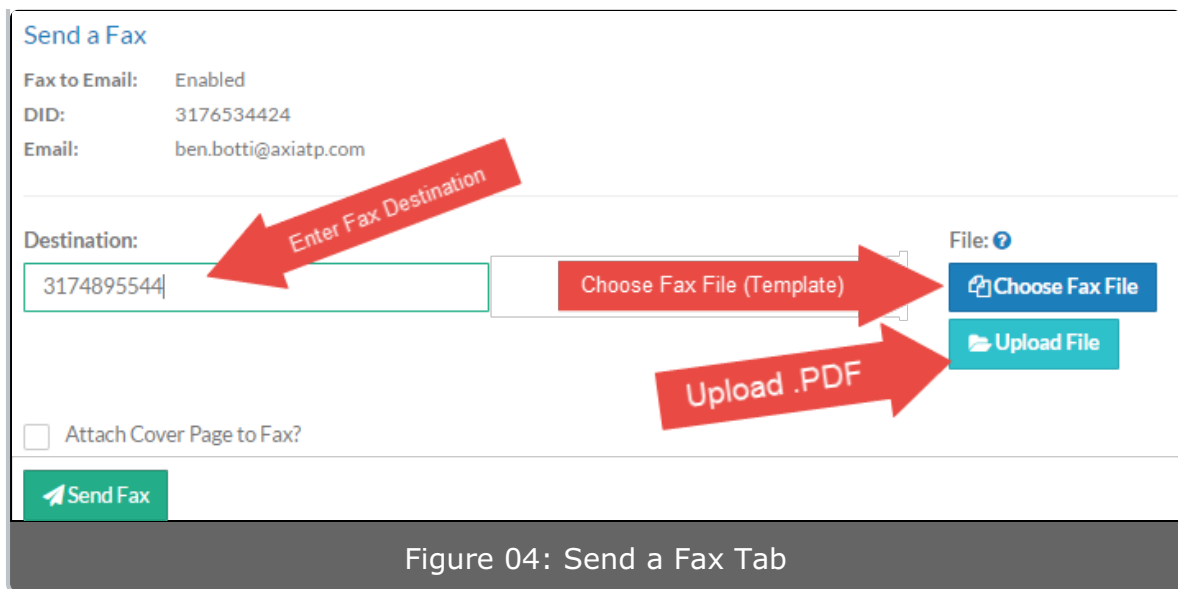 Send a Fax
Fax to Email: Enabled
DID: 3176534424
Email: ben.botti@axiatp.com
Enter Fax Destination
Destination:
File:
3174895544
Choose Fax File (Template)
Choose Fax File
Upload File
Upload .PDF
Attach Cover Page to Fax?
Send Fax
Figure 04: Send a Fax Tab